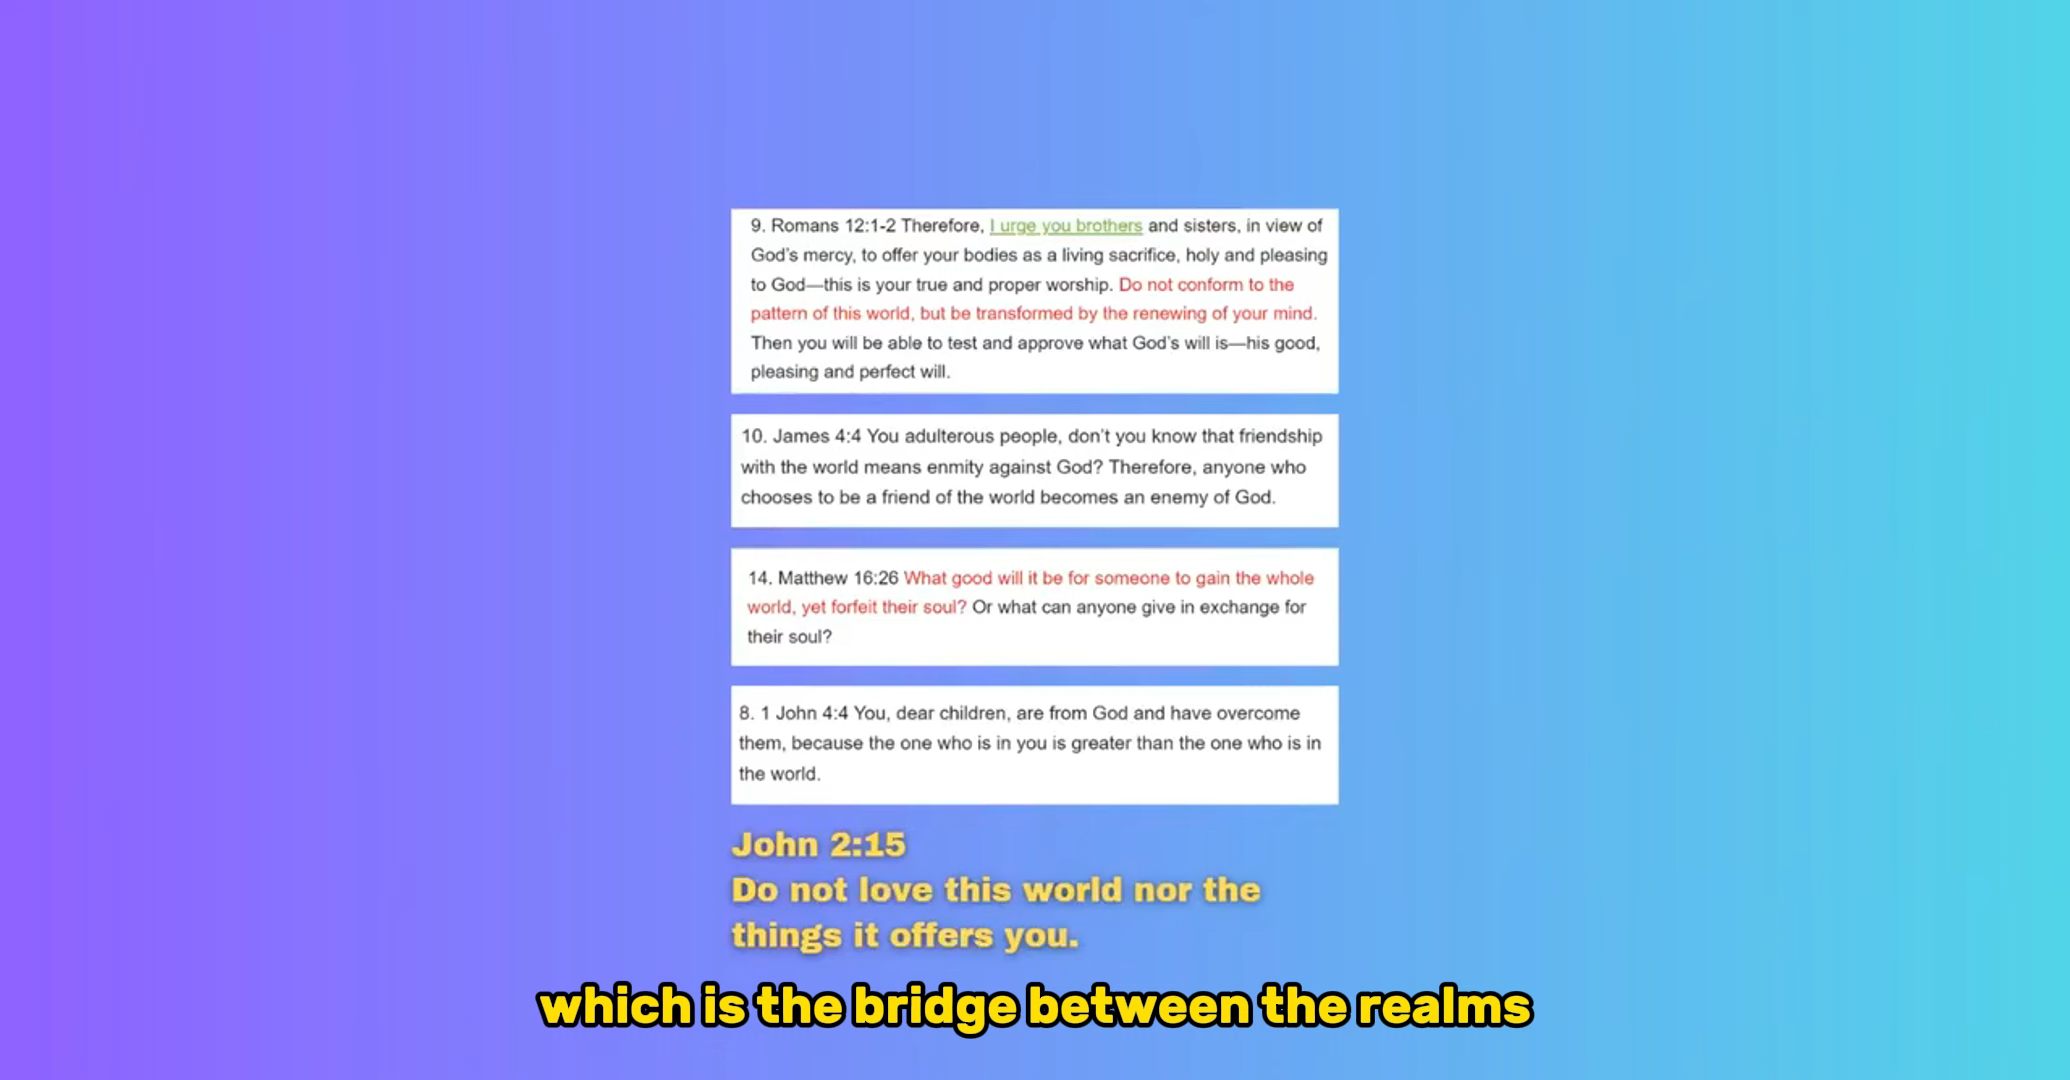 9. Romans 12:1-2 Therefore, I urge you brothers and sisters, in view of
God's mercy, to offer your bodies as a living sacrifice, holy and pleasing
to God—this is your true and proper worship. Do not conform to the
pattern of this world, but be transformed by the renewing of your mind.
Then you will be able to test and approve what God's will is—his good,
pleasing and perfect will.
10. James 4:4 You adulterous people, don't you know that friendship
with the world means enmity against God? Therefore, anyone who
chooses to be a friend of the world becomes an enemy of God.
14. Matthew 16:26 What good will it be for someone to gain the whole
world, yet forfeit their soul? Or what can anyone give in exchange for
their soul?
8. 1 John 4:4 You, dear children, are from God and have overcome
them, because the one who is in you is greater than the one who is in
the world.
John 2:15
Do not love this world nor the
things it offers you.
which is the bridge between the realms